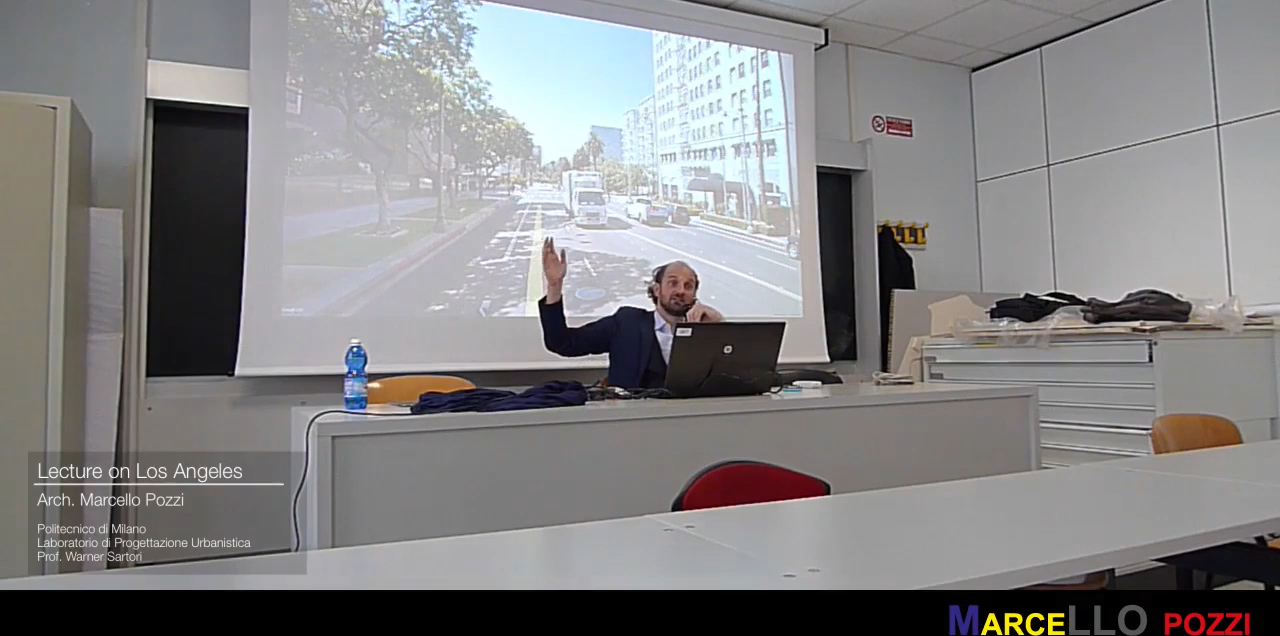 Lecture on Los Angeles
Arch. Marcello Pozzi
Politecnico di Milano
Laboratorio di Progettazione Urbanistica
Prof. Warner Sartori
MARCELLO POZZI